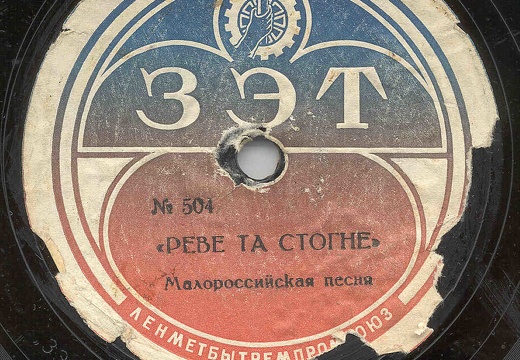 ЗЭТ
№ 504
«РЕВЕ ТА СТОГНЕ»
Малороссийская песня
ЛЕНМЕТБЫТРЕМПРОМСОЮЗ